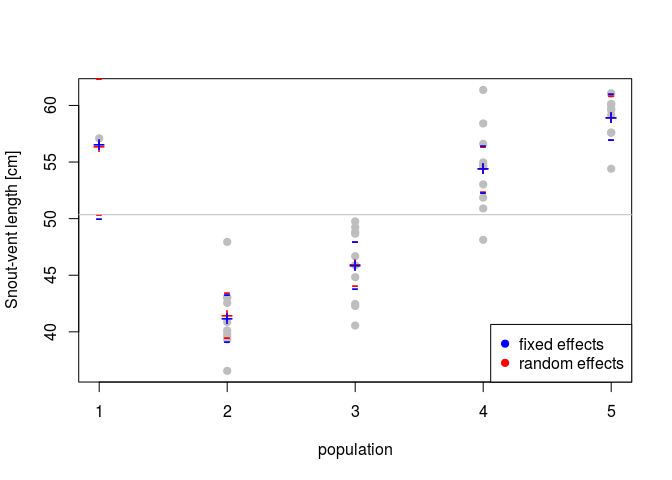 Snout-vent length [cm]
60
55
50
45
40
fixed effects
random effects
1 2 3 4 5
population